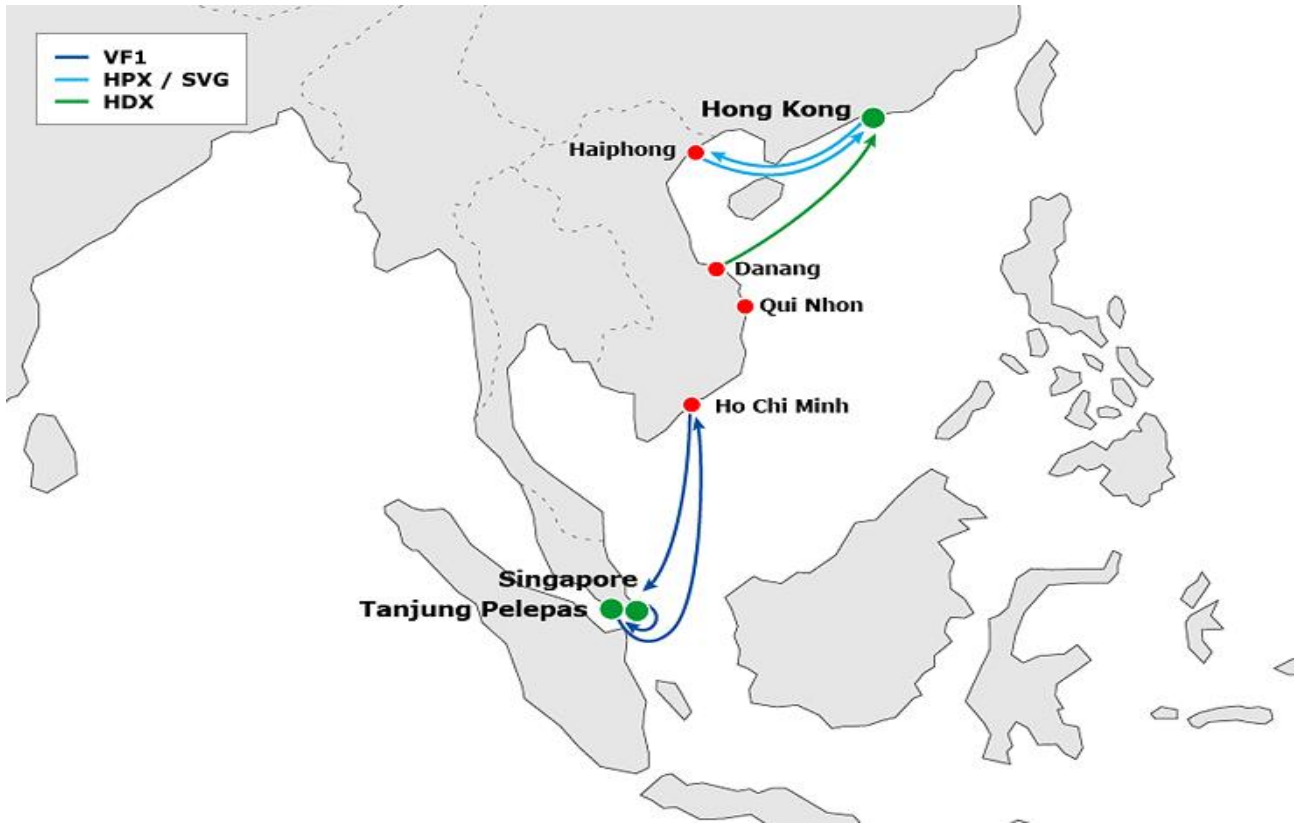 VF1
HPX / SVG
HDX
Hong Kong
Haiphong
Danang
Qui Nhon
Ho Chi Minh
Singapore
Tanjung Pelepas